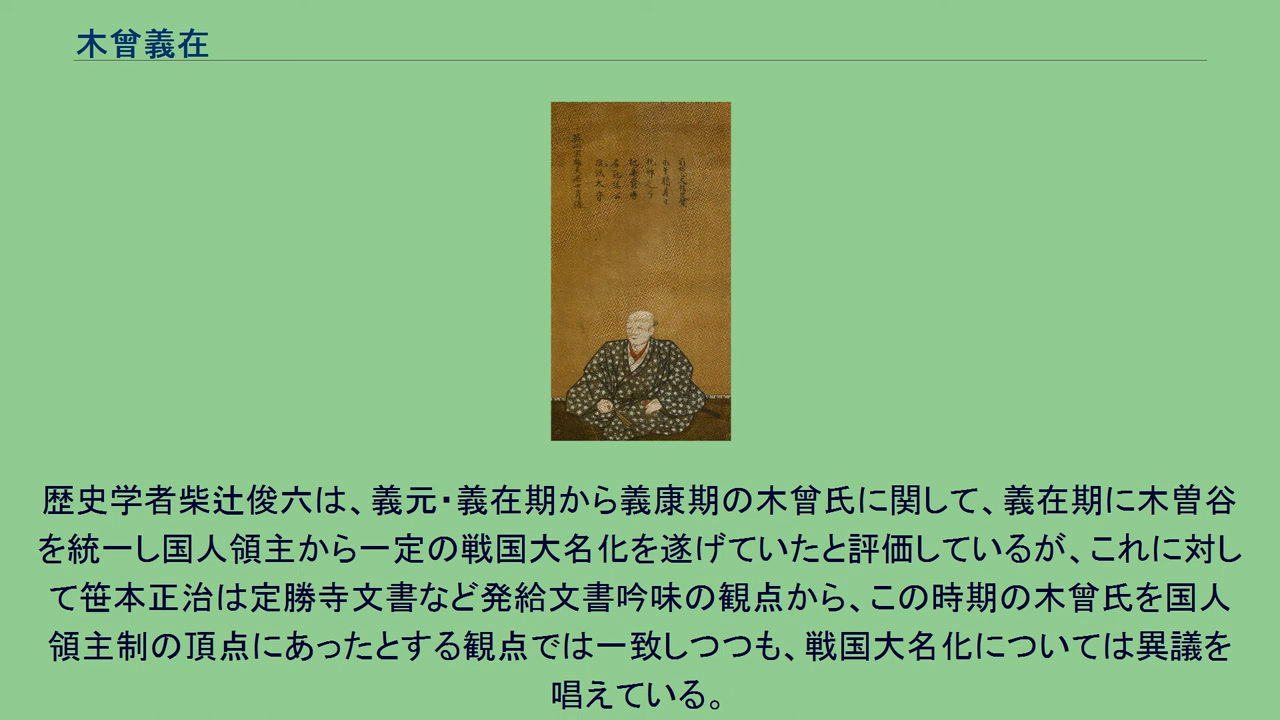 木曾義在
歴史学者柴辻俊六は、義元・義在期から義康期の木曾氏に関して、義在期に木曽谷
を統一し国人領主から一定の戦国大名化を遂げていたと評価しているが、これに対し
て笹本正治は定勝寺文書など発給文書吟味の観点から、この時期の木曾氏を国人
領主制の頂点にあったとする観点では一致しつつも、戦国大名化については異議を
唱えている。